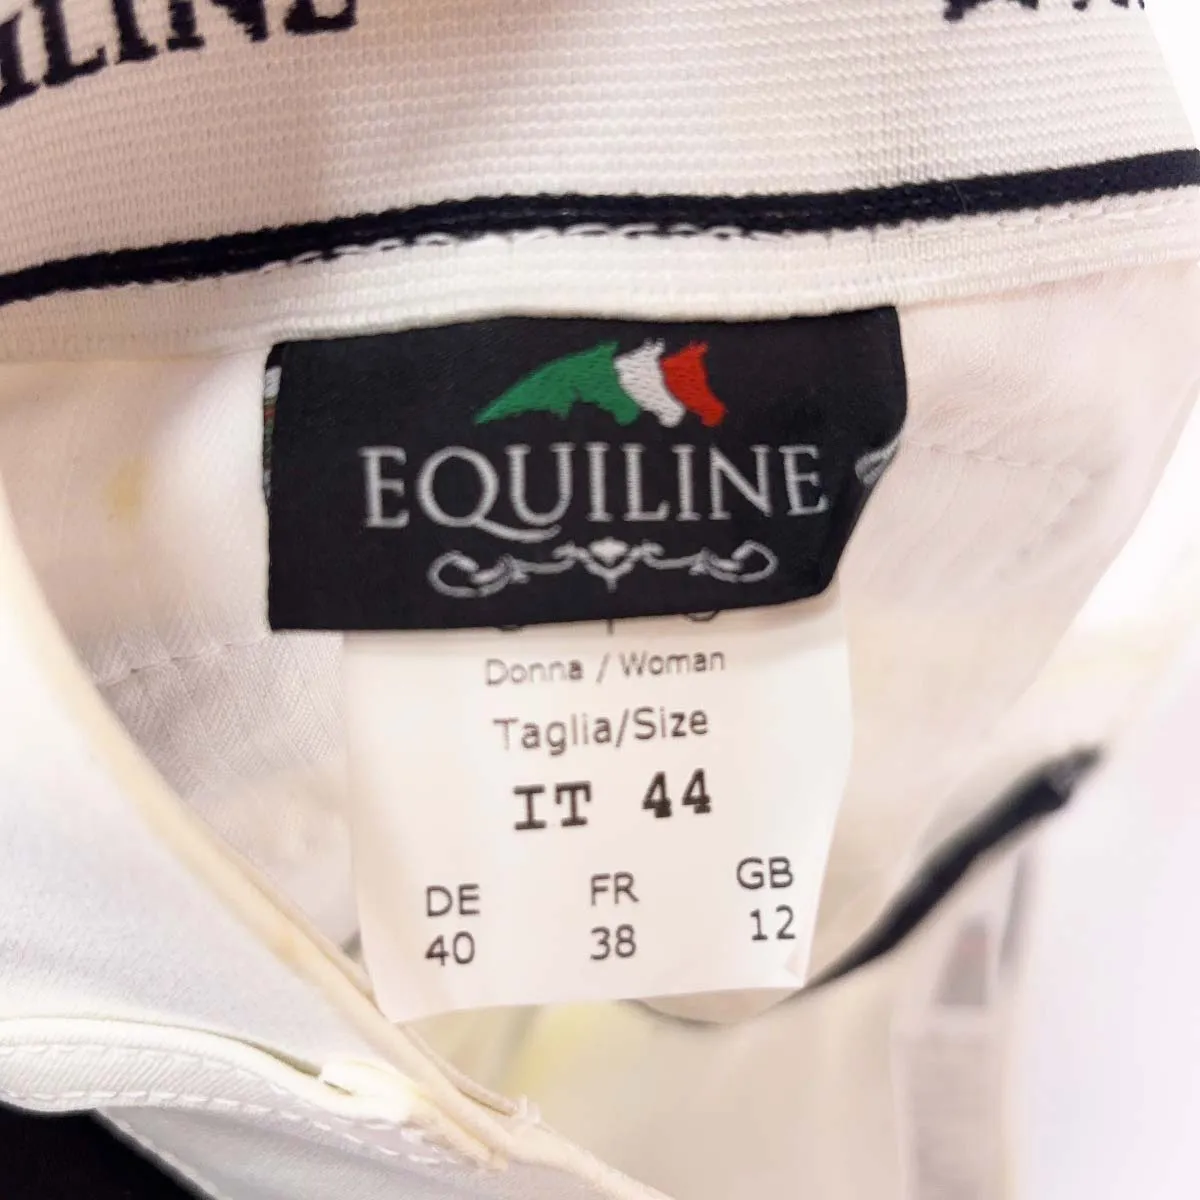 EQUILINE
Donna / Woman
Taglia/Size
IT 44
DE FR GB
40 38 12